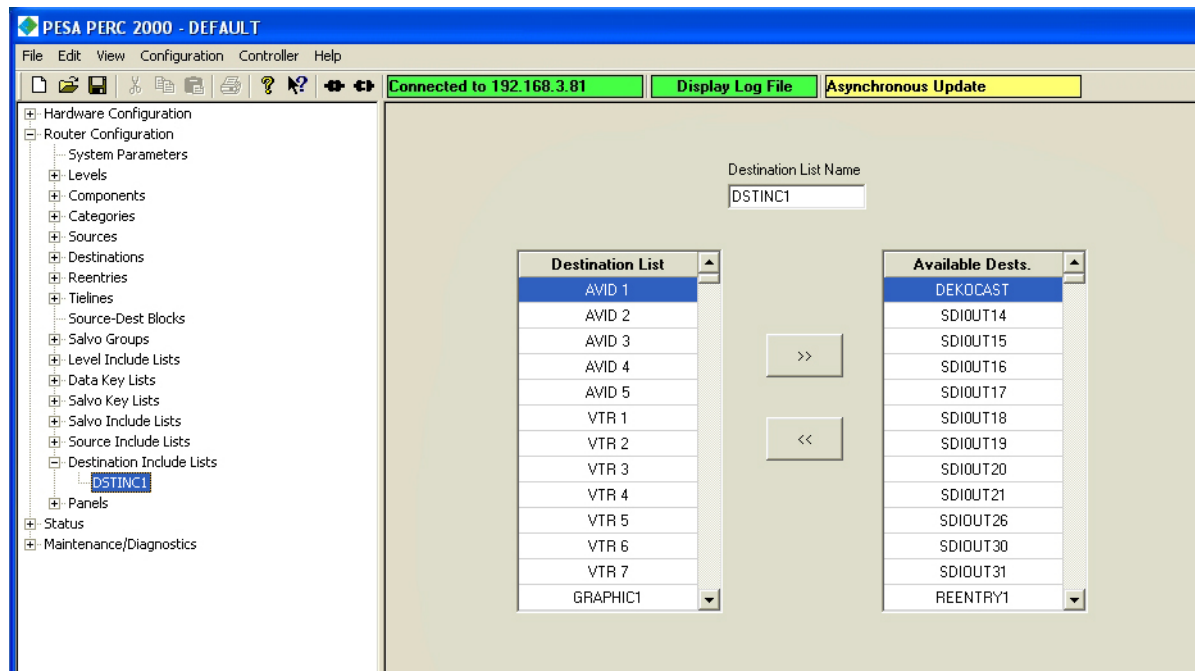 PESA PERC 2000 - DEFAULT
File Edit View Configuration Controller Help
Connected to 192.168.3.81 Display Log File Asynchronous Update
Hardware Configuration
Router Configuration
System Parameters
Levels
Components
Categories
Sources
Destinations
Reentries
Tielines
Source-Dest Blocks
Salvo Groups
Level Include Lists
Data Key Lists
Salvo Key Lists
Salvo Include Lists
Source Include Lists
Destination Include Lists
DSTINC1
Panels
Status
Maintenance/Diagnostics
Destination List Name
DSTINC1
Destination List
AVID 1
AVID 2
AVID 3
AVID 4
AVID 5
VTR 1
VTR 2
VTR 3
VTR 4
VTR 5
VTR 6
VTR 7
GRAPHIC1
>>
<<
Available Dests.
DEKOCAST
SDIOUT14
SDIOUT15
SDIOUT16
SDIOUT17
SDIOUT18
SDIOUT19
SDIOUT20
SDIOUT21
SDIOUT26
SDIOUT30
SDIOUT31
REENTRY1